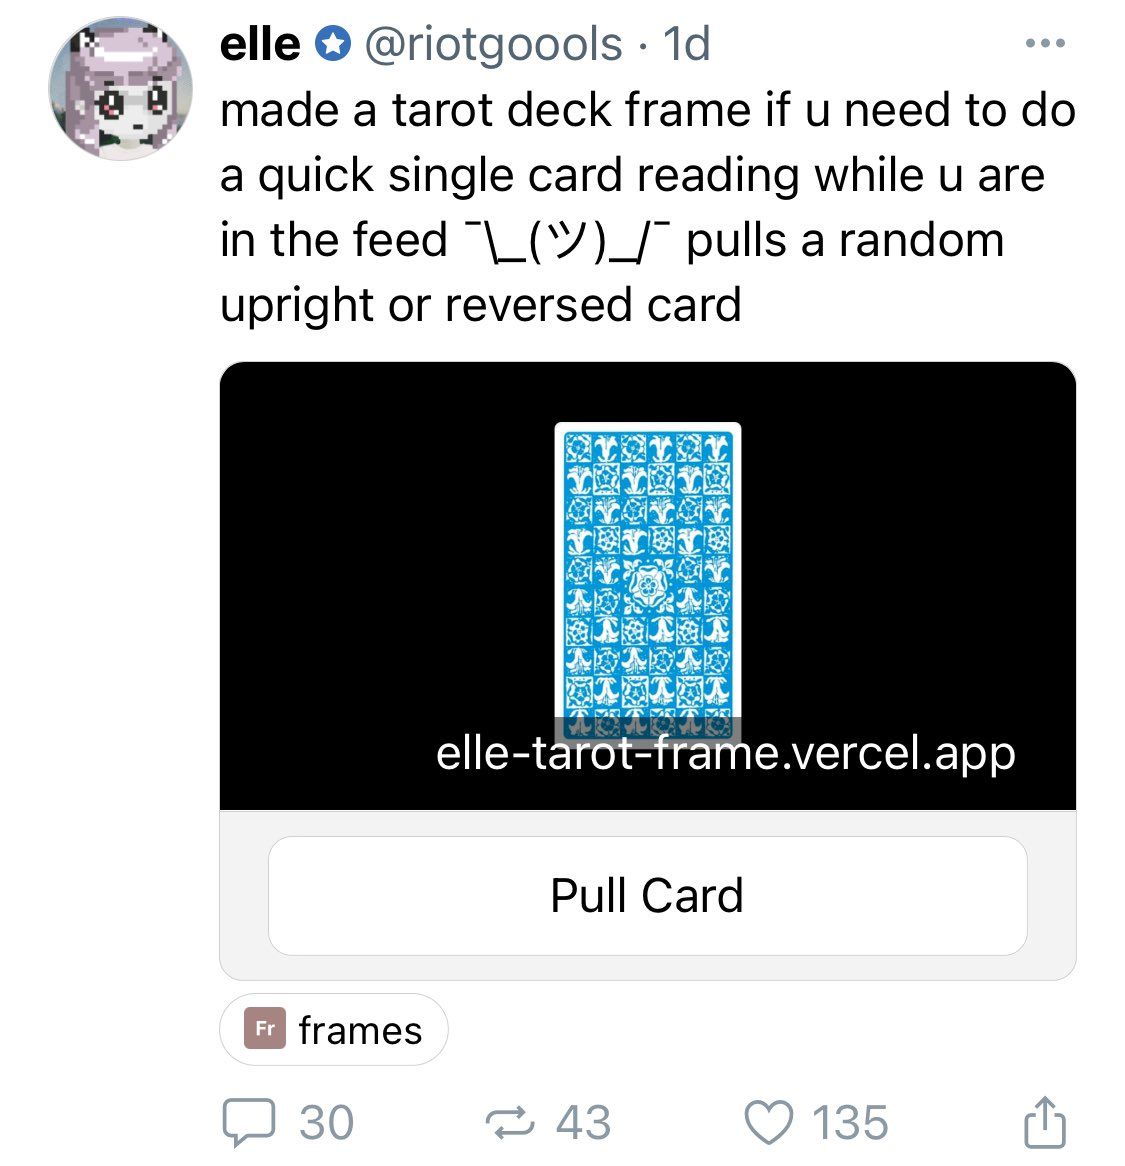 elle @riotgoools · 1d
made a tarot deck frame if u need to do
a quick single card reading while u are
in the feed ¯\_(ツ)_/¯ pulls a random
upright or reversed card
elle-tarot-frame.vercel.app
Pull Card
Fr frames
30 43 135